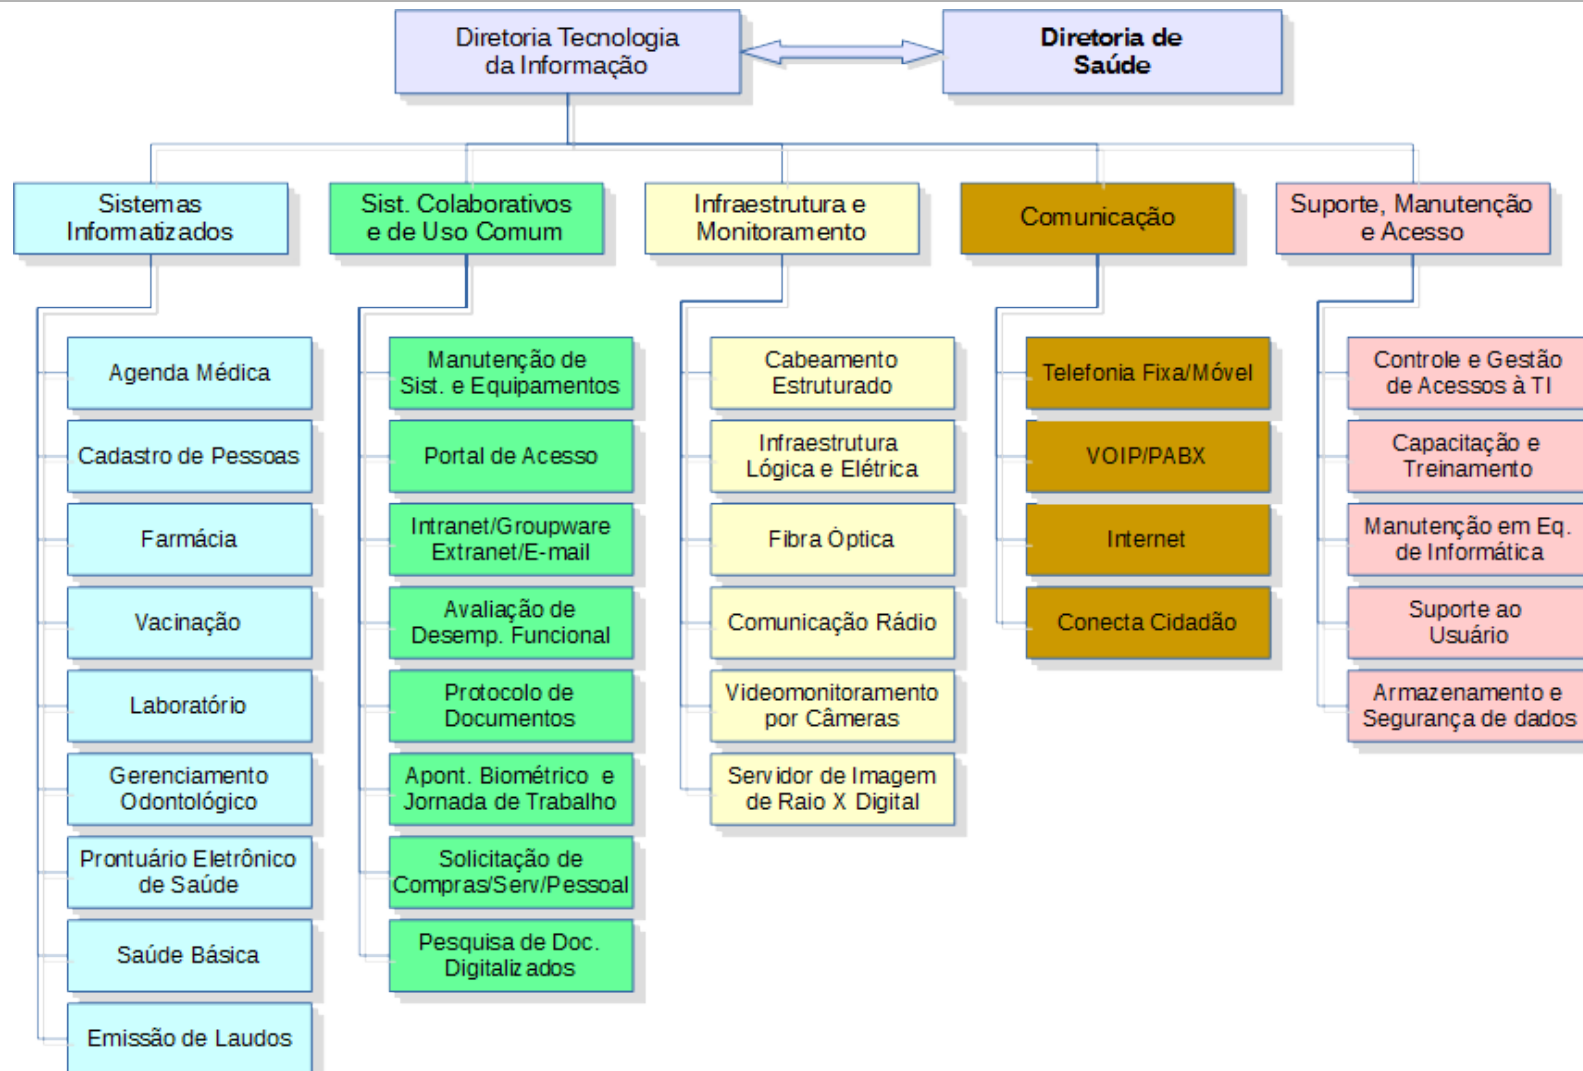 Diretoria Tecnologia
da Informação
Diretoria de
Saúde
Sistemas
Informatizados
Sist. Colaborativos
e de Uso Comum
Infraestrutura e
Monitoramento
Comunicação
Suporte, Manutenção
e Acesso
Agenda Médica
Cadastro de Pessoas
Farmácia
Vacinação
Laboratório
Gerenciamento
Odontológico
Prontuário Eletrônico
de Saúde
Saúde Básica
Emissão de Laudos
Manutenção de
Sist. e Equipamentos
Portal de Acesso
Intranet/Groupware
Extranet/E-mail
Avaliação de
Desemp. Funcional
Protocolo de
Documentos
Apont. Biométrico e
Jornada de Trabalho
Solicitação de
Compras/Serv/Pessoal
Pesquisa de Doc.
Digitalizados
Cabeamento
Estruturado
Infraestrutura
Lógica e Elétrica
Fibra Óptica
Comunicação Rádio
Videomonitoramento
por Câmeras
Servidor de Imagem
de Raio X Digital
Telefonia Fixa/Móvel
VOIP/PABX
Internet
Conecta Cidadão
Controle e Gestão
de Acessos à TI
Capacitação e
Treinamento
Manutenção em Eq.
de Informática
Suporte ao
Usuário
Armazenamento e
Segurança de dados